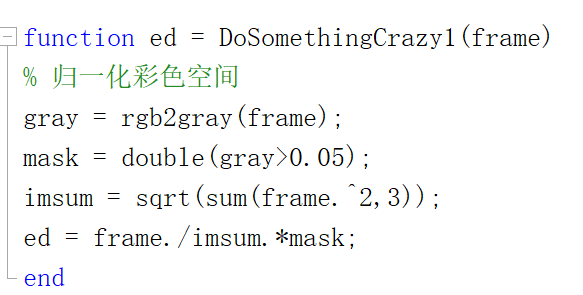 function ed = DoSomethingCrazy1(frame)
% 归一化彩色空间
gray = rgb2gray(frame);
mask = double(gray>0.05);
imsum = sqrt(sum(frame.^2,3));
ed = frame./imsum.*mask;
end